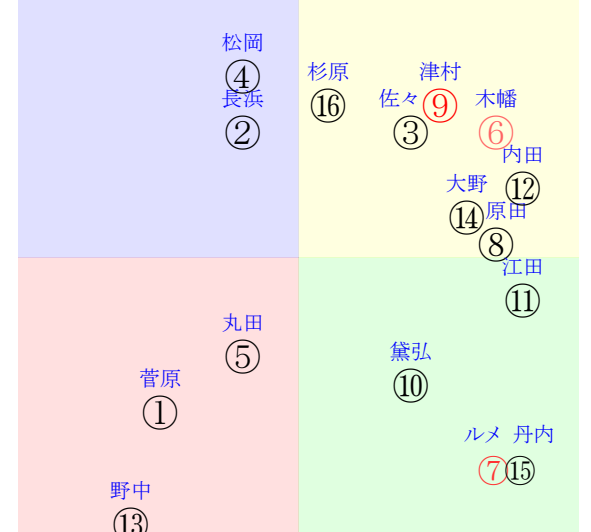 松岡
④
杉原
⑯
津村
⑨
長浜
②
佐々
③
木幡
⑥
内田
⑫
大野
⑭
原田
⑧
江田
⑪
丸田
⑤
黛弘
⑩
菅原
①
ルメ 丹内
⑦⑮
野中
⑬